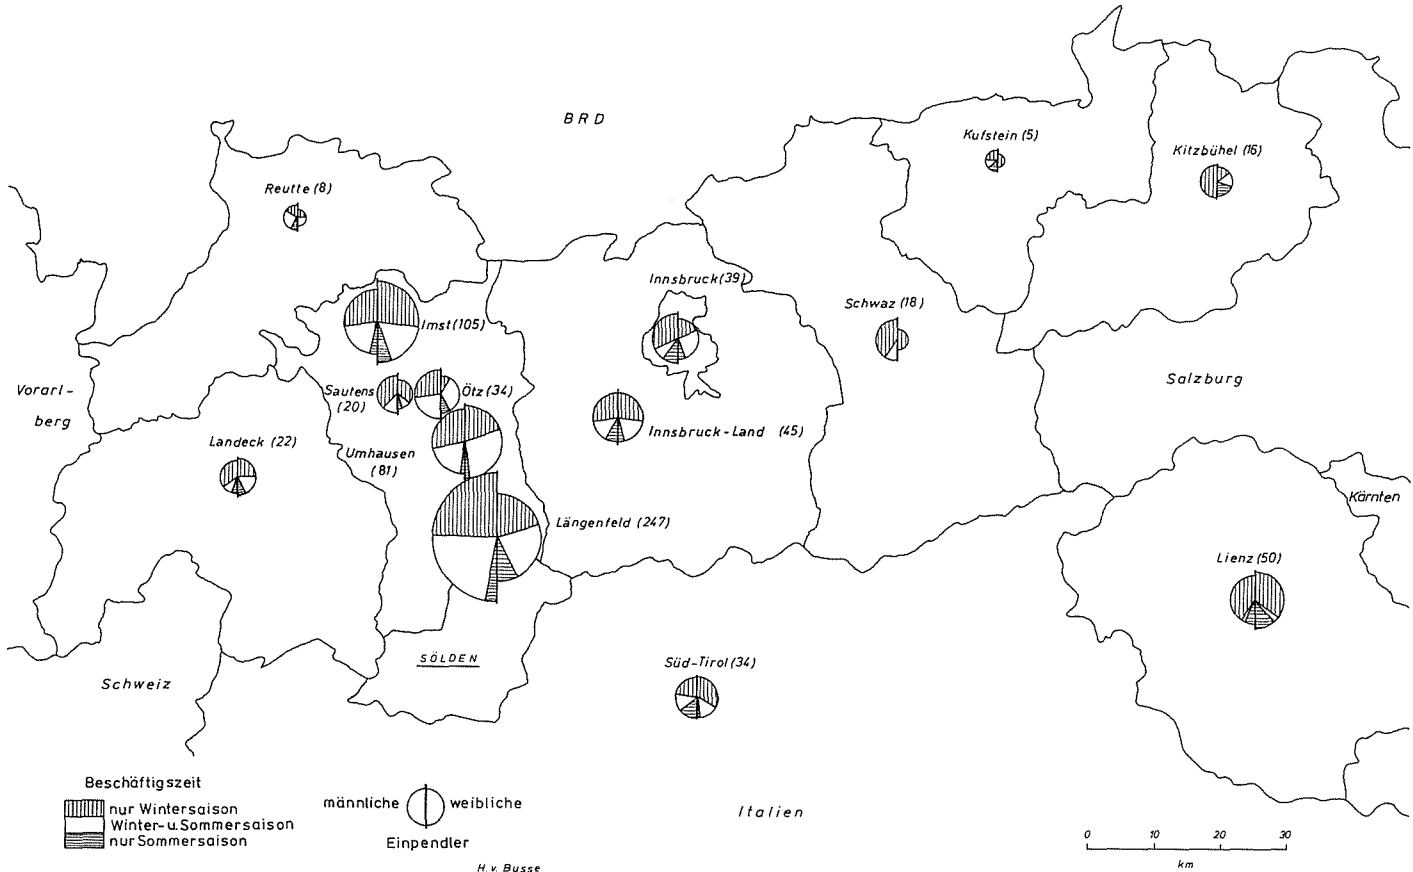 BRD
Kufstein (5)
Kitzbühel (16)
Reutte (8)
Innsbruck (39)
Schwaz (18)
Imst (105)
Salzburg
Vorarl-
berg
Sautens
(20)
Ötz (34)
Innsbruck-Land (45)
Landeck (22)
Umhausen
(81)
Kärnten
Längenfeld (247)
Lienz (50)
SÖLDEN
Süd-Tirol (34)
Schweiz
Beschäftigszeit
nur Wintersaison
Winter-u. Sommersaison
nur Sommersaison
männliche weibliche
Einpendler
Italien
0 10 20 30
km
H. v. Busse